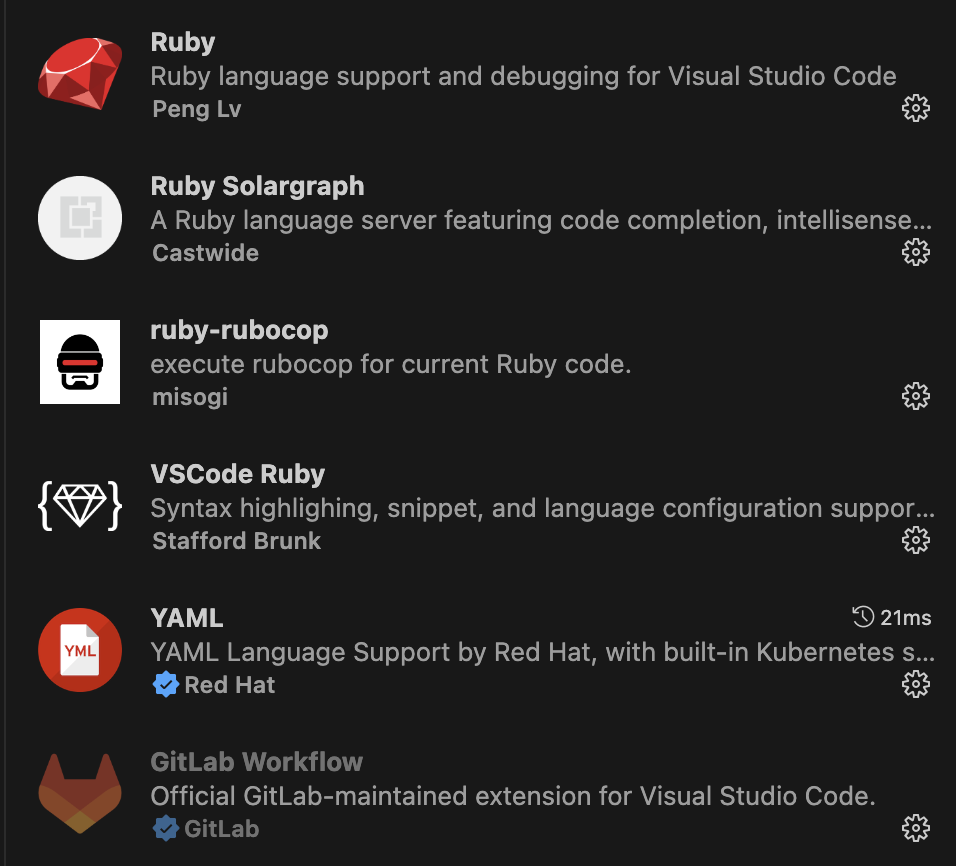 Ruby
Ruby language support and debugging for Visual Studio Code
Peng Lv
Ruby Solargraph
A Ruby language server featuring code completion, intellisense...
Castwide
ruby-rubocop
execute rubocop for current Ruby code.
misogi
VSCode Ruby
Syntax highlighing, snippet, and language configuration suppor...
Stafford Brunk
YAML 21ms
YML
YAML Language Support by Red Hat, with built-in Kubernetes s...
Red Hat
GitLab Workflow
Official GitLab-maintained extension for Visual Studio Code.
GitLab